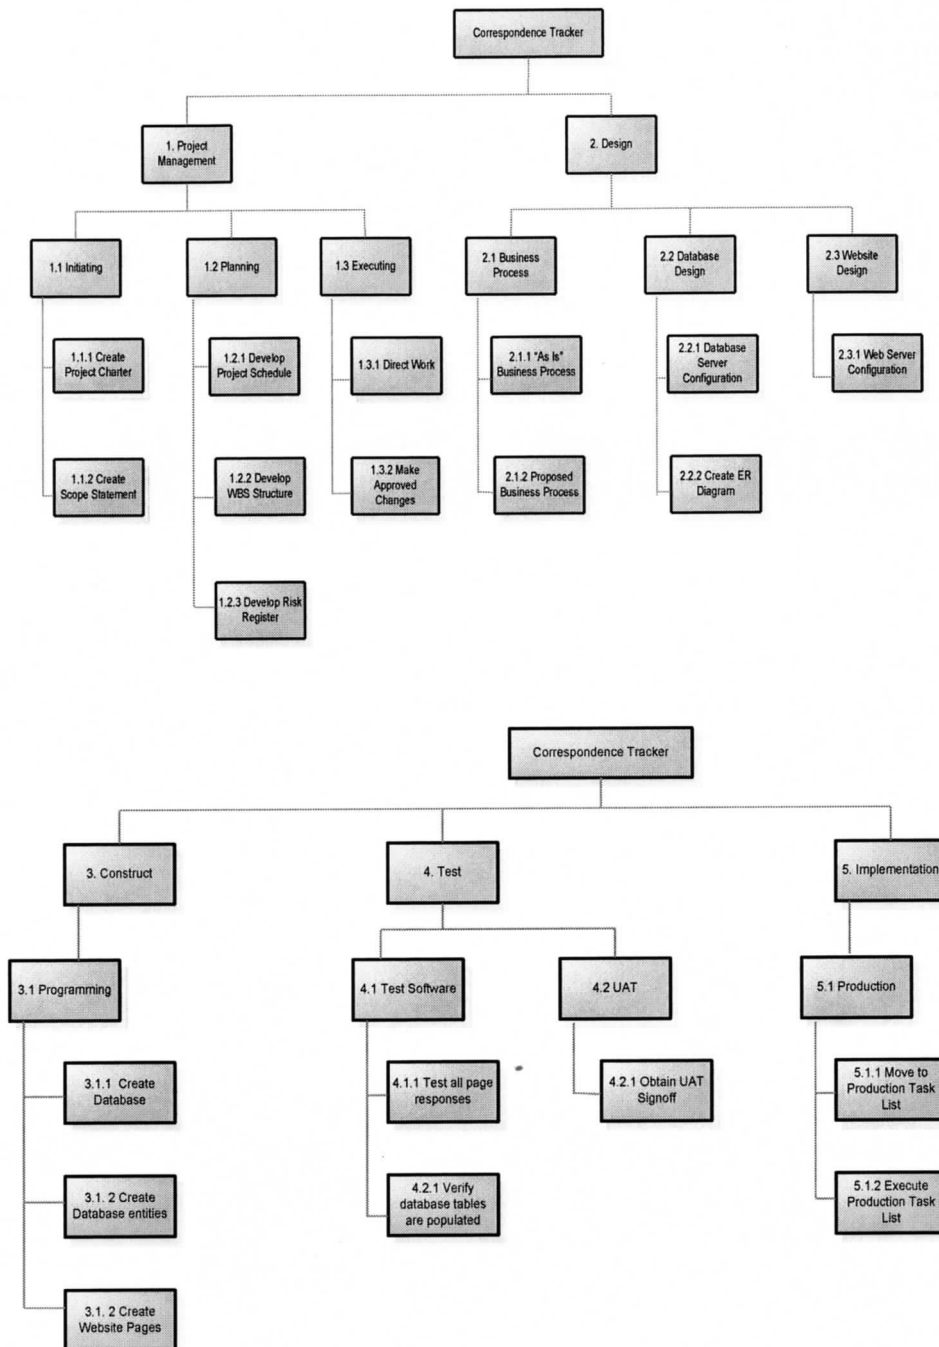 Correspondence Tracker
1. Project
Management
2. Design
1.1 Initiating
1.2 Planning
1.3 Executing
2.1 Business
Process
2.2 Database
Design
2.3 Website
Design
1.1.1 Create
Project Charter
1.2.1 Develop
Project Schedule
1.3.1 Direct Work
2.1.1 "As Is"
Business Process
2.2.1 Database
Server
Configuration
2.3.1 Web Server
Configuration
1.1.2 Create
Scope Statement
1.2.2 Develop
WBS Structure
1.3.2 Make
Approved
Changes
2.1.2 Proposed
Business Process
2.2.2 Create ER
Diagram
1.2.3 Develop Risk
Register
Correspondence Tracker
3. Construct
4. Test
5. Implementation
3.1 Programming
4.1 Test Software
4.2 UAT
5.1 Production
3.1.1 Create
Database
4.1.1 Test all page
responses
4.2.1 Obtain UAT
Signoff
5.1.1 Move to
Production Task
List
3.1. 2 Create
Database entities
4.2.1 Verify
database tables
are populated
5.1.2 Execute
Production Task
List
3.1. 2 Create
Website Pages